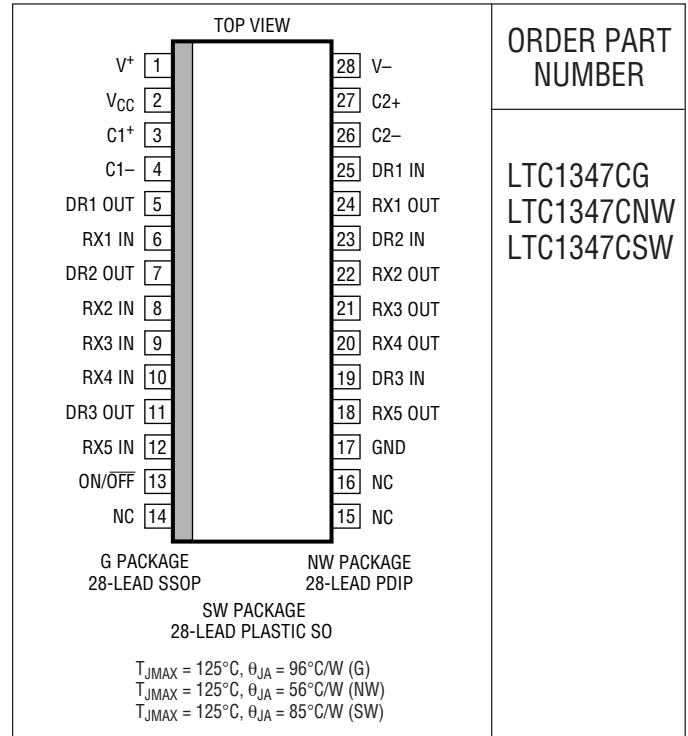 TOP VIEW
V+ 1
VCC 2
C1+ 3
C1– 4
DR1 OUT 5
RX1 IN 6
DR2 OUT 7
RX2 IN 8
RX3 IN 9
RX4 IN 10
DR3 OUT 11
RX5 IN 12
ON/OFF 13
NC 14
28 V–
27 C2+
26 C2–
25 DR1 IN
24 RX1 OUT
23 DR2 IN
22 RX2 OUT
21 RX3 OUT
20 RX4 OUT
19 DR3 IN
18 RX5 OUT
17 GND
16 NC
15 NC
G PACKAGE
28-LEAD SSOP
NW PACKAGE
28-LEAD PDIP
SW PACKAGE
28-LEAD PLASTIC SO
TJMAX = 125°C, θJA = 96°C/W (G)
TJMAX = 125°C, θJA = 56°C/W (NW)
TJMAX = 125°C, θJA = 85°C/W (SW)
ORDER PART
NUMBER
LTC1347CG
LTC1347CNW
LTC1347CSW